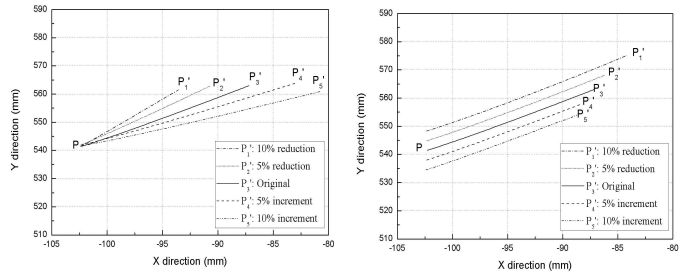 590
580
570
560
550
540
530
520
510
-105
-100
-95
-90
-85
-80
Y direction (mm)
X direction (mm)
P
P1'
P2'
P3'
P4'
P5'
P1': 10% reduction
P2': 5% reduction
P3': Original
P4': 5% increment
P5': 10% increment
590
580
570
560
550
540
530
520
510
-105
-100
-95
-90
-85
-80
Y direction (mm)
X direction (mm)
P
P1'
P2'
P3'
P4'
P5'
P1': 10% reduction
P2': 5% reduction
P3': Original
P4': 5% increment
P5': 10% increment